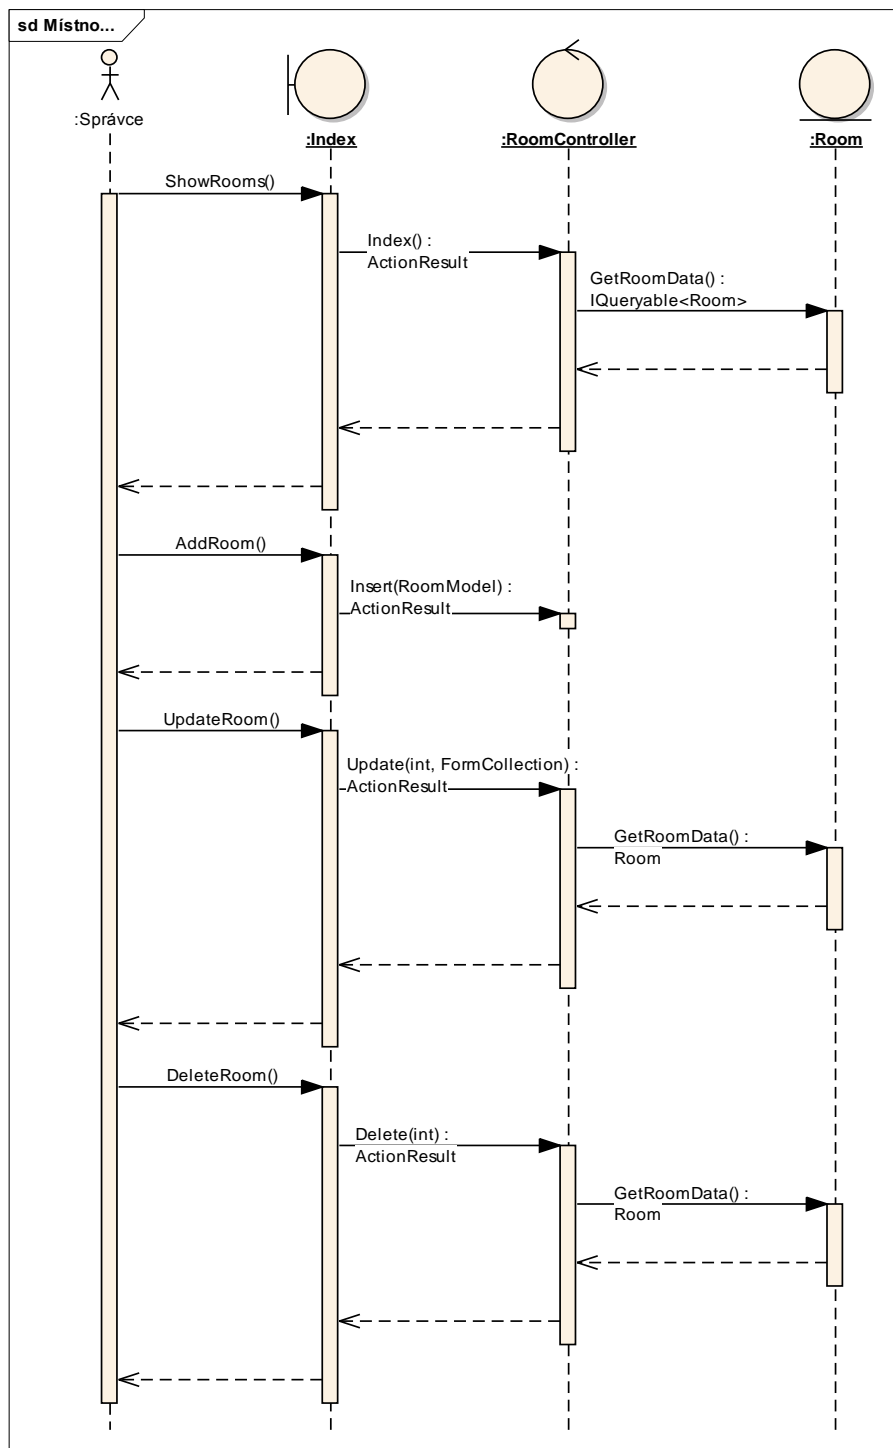 sd Místno...
:Správce
:Index
:RoomController
:Room
ShowRooms()
Index() :
ActionResult
GetRoomData() :
IQueryable<Room>
AddRoom()
Insert(RoomModel) :
ActionResult
UpdateRoom()
Update(int, FormCollection) :
ActionResult
GetRoomData() :
Room
DeleteRoom()
Delete(int) :
ActionResult
GetRoomData() :
Room